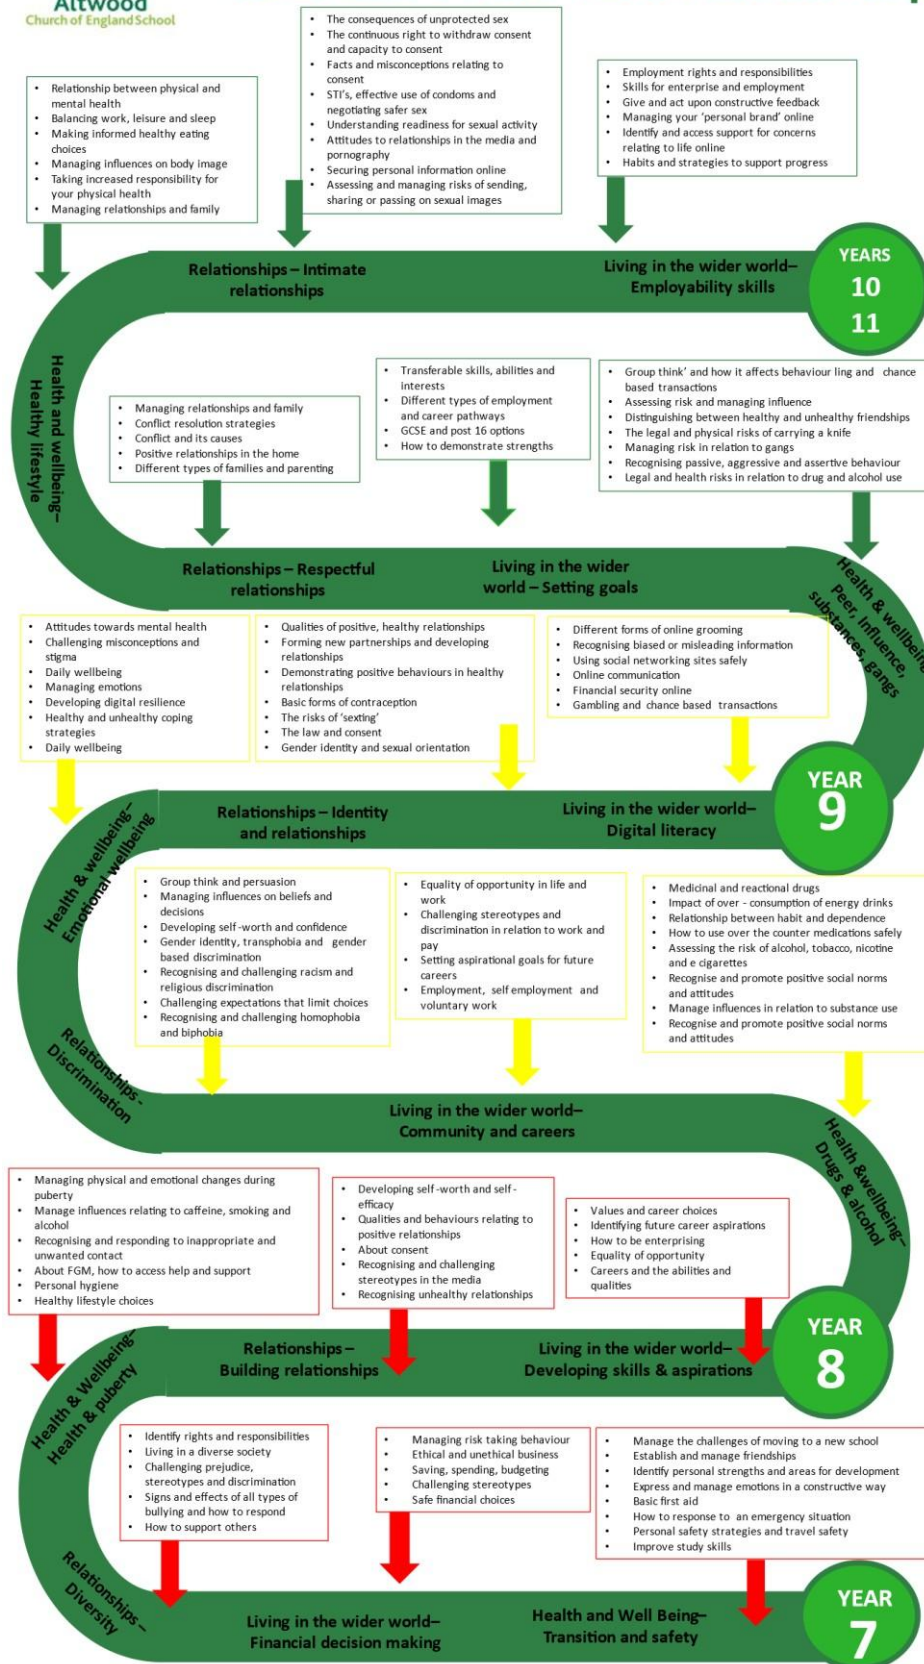 Altwood
Church of England School
• The consequences of unprotected sex
• The continuous right to withdraw consent
and capacity to consent
• Facts and misconceptions relating to
consent
• STI's, effective use of condoms and
negotiating safer sex
• Understanding readiness for sexual activity
• Attitudes to relationships in the media and
pornography
• Securing personal information online
• Assessing and managing risks of sending,
sharing or passing on sexual images
• Relationship between physical and
mental health
• Balancing work, leisure and sleep
• Making informed healthy eating
choices
• Managing influences on body image
• Taking increased responsibility for
your physical health
• Managing relationships and family
• Employment rights and responsibilities
• Skills for enterprise and employment
• Give and act upon constructive feedback
• Managing your 'personal brand' online
• Identify and access support for concerns
relating to life online
• Habits and strategies to support progress
Relationships – Intimate
relationships
Living in the wider world–
Employability skills
YEARS
10
11
Health and wellbeing–
Healthy lifestyle
• Managing relationships and family
• Conflict resolution strategies
• Conflict and its causes
• Positive relationships in the home
• Different types of families and parenting
• Transferable skills, abilities and
interests
• Different types of employment
and career pathways
• GCSE and post 16 options
• How to demonstrate strengths
• Group think' and how it affects behaviour ling and chance
based transactions
• Assessing risk and managing influence
• Distinguishing between healthy and unhealthy friendships
• The legal and physical risks of carrying a knife
• Managing risk in relation to gangs
• Recognising passive, aggressive and assertive behaviour
• Legal and health risks in relation to drug and alcohol use
Relationships – Respectful
relationships
Living in the wider
world – Setting goals
Health & wellbeing
Peer, Influence,
substances, gangs
• Attitudes towards mental health
• Challenging misconceptions and
stigma
• Daily wellbeing
• Managing emotions
• Developing digital resilience
• Healthy and unhealthy coping
strategies
• Daily wellbeing
• Qualities of positive, healthy relationships
• Forming new partnerships and developing
relationships
• Demonstrating positive behaviours in healthy
relationships
• Basic forms of contraception
• The risks of 'sexting'
• The law and consent
• Gender identity and sexual orientation
• Different forms of online grooming
• Recognising biased or misleading information
• Using social networking sites safely
• Online communication
• Financial security online
• Gambling and chance based transactions
Health & wellbeing–
Emotional wellbeing
Relationships – Identity
and relationships
Living in the wider world–
Digital literacy
YEAR
9
• Group think and persuasion
• Managing influences on beliefs and
decisions
• Developing self -worth and confidence
• Gender identity, transphobia and gender
based discrimination
• Recognising and challenging racism and
religious discrimination
• Challenging expectations that limit choices
• Recognising and challenging homophobia
and biphobia
• Equality of opportunity in life and
work
• Challenging stereotypes and
discrimination in relation to work and
pay
• Setting aspirational goals for future
careers
• Employment, self employment and
voluntary work
• Medicinal and reactional drugs
• Impact of over - consumption of energy drinks
• Relationship between habit and dependence
• How to use over the counter medications safely
• Assessing the risk of alcohol, tobacco, nicotine
and e cigarettes
• Recognise and promote positive social norms
and attitudes
• Manage influences in relation to substance use
• Recognise and promote positive social norms
and attitudes
Relationships -
Discrimination
Living in the wider world–
Community and careers
Health &wellbeing–
Drugs & alcohol
• Managing physical and emotional changes during
puberty
• Manage influences relating to caffeine, smoking and
alcohol
• Recognising and responding to inappropriate and
unwanted contact
• About FGM, how to access help and support
• Personal hygiene
• Healthy lifestyle choices
• Developing self -worth and self -
efficacy
• Qualities and behaviours relating to
positive relationships
• About consent
• Recognising and challenging
stereotypes in the media
• Recognising unhealthy relationships
• Values and career choices
• Identifying future career aspirations
• How to be enterprising
• Equality of opportunity
• Careers and the abilities and
qualities
Health & Wellbeing–
Health & puberty
Relationships –
Building relationships
Living in the wider world–
Developing skills & aspirations
YEAR
8
• Identify rights and responsibilities
• Living in a diverse society
• Challenging prejudice,
stereotypes and discrimination
• Signs and effects of all types of
bullying and how to respond
• How to support others
• Managing risk taking behaviour
• Ethical and unethical business
• Saving, spending, budgeting
• Challenging stereotypes
• Safe financial choices
• Manage the challenges of moving to a new school
• Establish and manage friendships
• Identify personal strengths and areas for development
• Express and manage emotions in a constructive way
• Basic first aid
• How to response to an emergency situation
• Personal safety strategies and travel safety
• Improve study skills
Relationships –
Diversity
Living in the wider world–
Financial decision making
Health and Well Being–
Transition and safety
YEAR
7